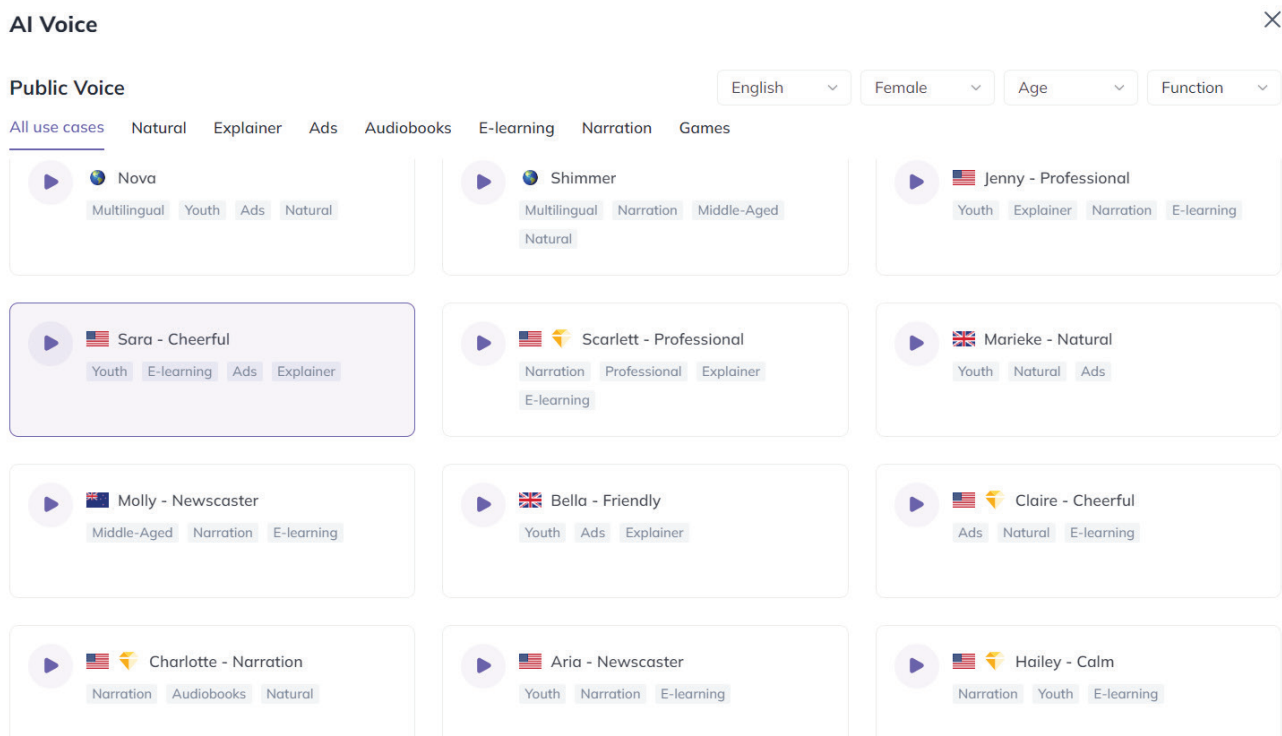 AI Voice
Public Voice
English
Female
Age
Function
All use cases Natural Explainer Ads Audiobooks E-learning Narration Games
Nova
Multilingual Youth Ads Natural
Shimmer
Multilingual Narration Middle-Aged
Natural
Jenny - Professional
Youth Explainer Narration E-learning
Sara - Cheerful
Youth E-learning Ads Explainer
Scarlett - Professional
Narration Professional Explainer
E-learning
Marieke - Natural
Youth Natural Ads
Molly - Newscaster
Middle-Aged Narration E-learning
Bella - Friendly
Youth Ads Explainer
Claire - Cheerful
Ads Natural E-learning
Charlotte - Narration
Narration Audiobooks Natural
Aria - Newscaster
Youth Narration E-learning
Hailey - Calm
Narration Youth E-learning